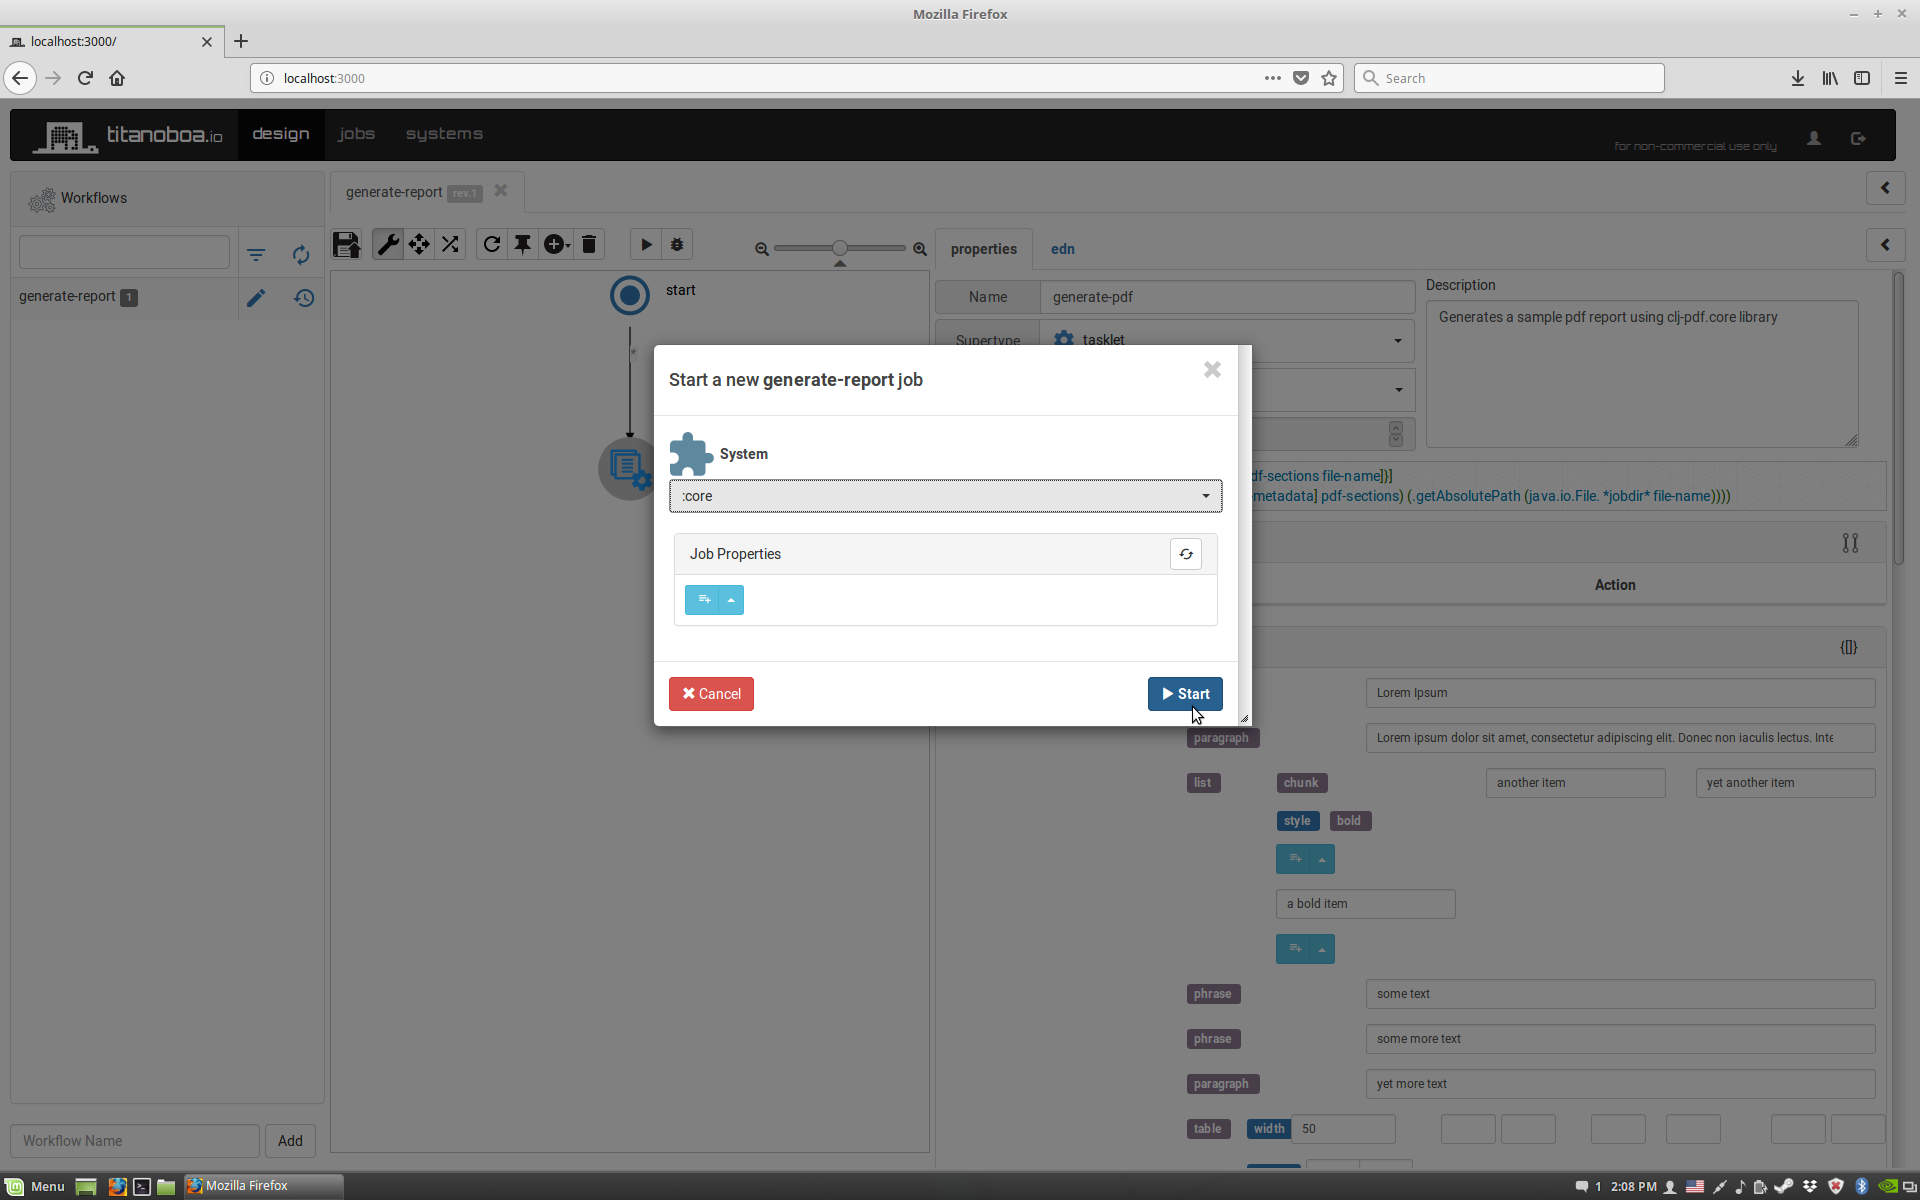 Mozilla Firefox
localhost:3000/
localhost:3000
Search
titanoboa.io
design
jobs
systems
for non-commercial use only
Workflows
generate-report 1
Workflow Name
Add
generate-report rev.1
start
*
properties
edn
Name
generate-pdf
Supertype
tasklet
Description
Generates a sample pdf report using clj-pdf.core library
df-sections file-name]}]
metadata] pdf-sections) (.getAbsolutePath (java.io.File. *jobdir* file-name))))
Action
{[]}
Start a new generate-report job
System
:core
Job Properties
Cancel
Start
Lorem Ipsum
paragraph
Lorem ipsum dolor sit amet, consectetur adipiscing elit. Donec non iaculis lectus. Inte
list
chunk
another item
yet another item
style
bold
a bold item
phrase
some text
phrase
some more text
paragraph
yet more text
table
width
50
Menu
Mozilla Firefox
1
2:08 PM